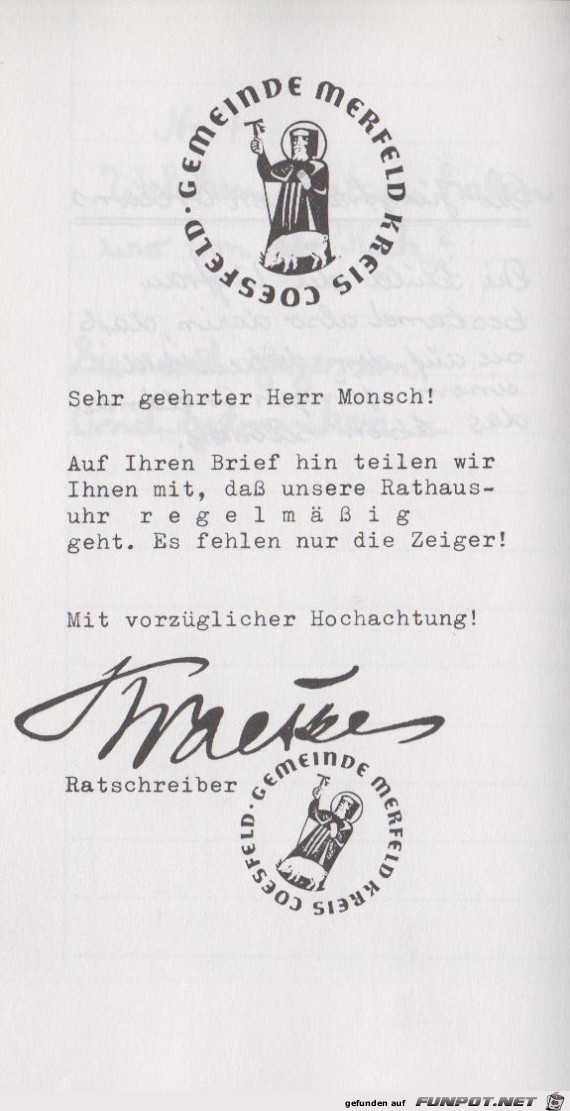 GEMEINDE MERFELD KREIS COESFELD ·
Sehr geehrter Herr Monsch!
Auf Ihren Brief hin teilen wir
Ihnen mit, daß unsere Rathaus-
uhr r e g e l m ä ß i g
geht. Es fehlen nur die Zeiger!
Mit vorzüglicher Hochachtung!
Ratschreiber
GEMEINDE MERFELD KREIS COESFELD ·
gefunden auf FUNPOT.NET